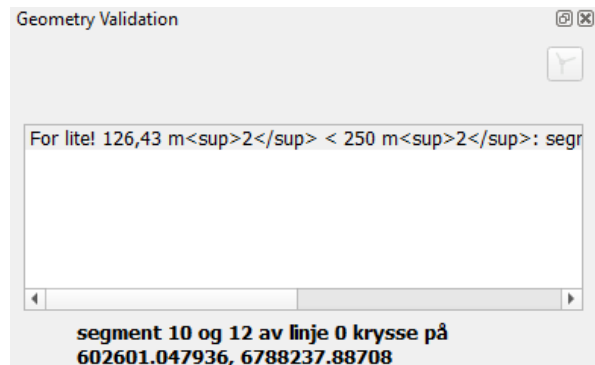 Geometry Validation
For lite! 126,43 m<sup>2</sup> < 250 m<sup>2</sup>: segr
segment 10 og 12 av linje 0 krysse på
602601.047936, 6788237.88708